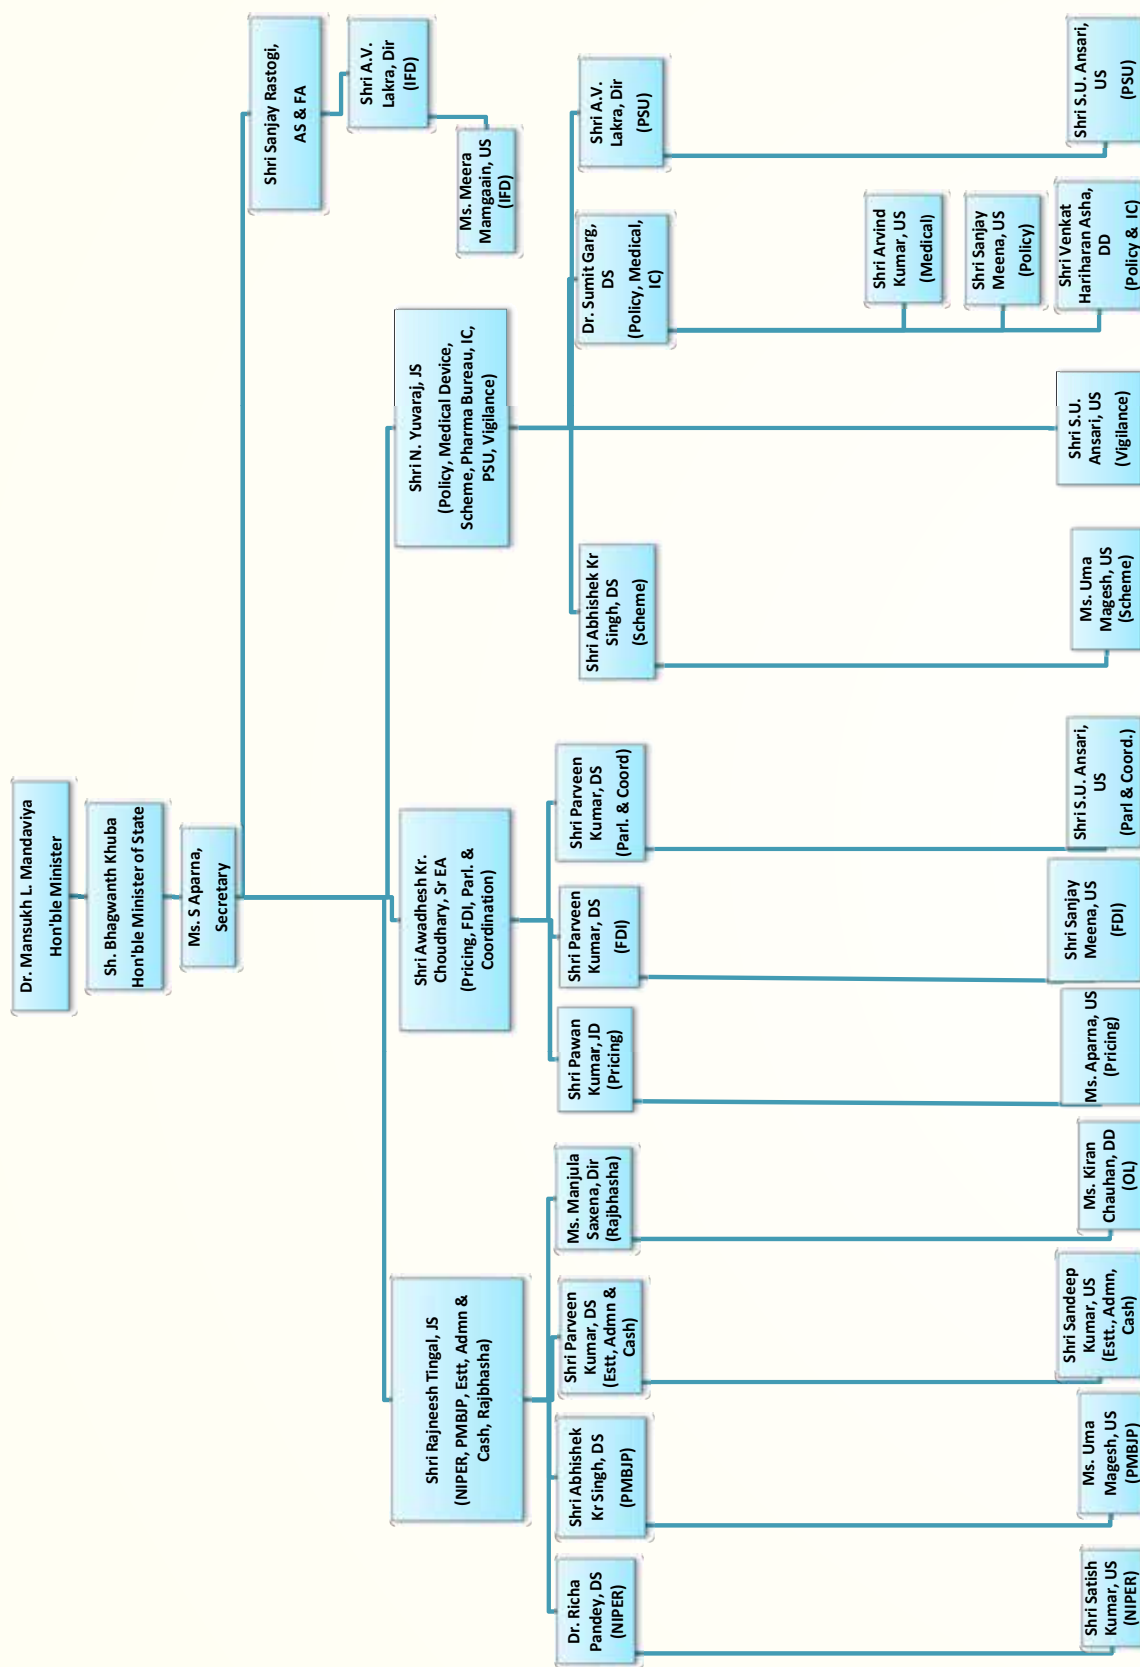 Dr. Mansukh L. Mandaviya
Hon'ble Minister
Sh. Bhagwanth Khuba
Hon'ble Minister of State
Ms. S Aparna,
Secretary
Shri Sanjay Rastogi,
AS & FA
Shri A.V.
Lakra, Dir
(IFD)
Ms. Meera
Mamgaain, US
(IFD)
Shri Rajneesh Tingal, JS
(NIPER, PMBJP, Estt, Admn &
Cash, Rajbhasha)
Shri Awadhesh Kr.
Choudhary, Sr EA
(Pricing, FDI, Parl. &
Coordination)
Shri N. Yuvaraj, JS
(Policy, Medical Device,
Scheme, Pharma Bureau, IC,
PSU, Vigilance)
Dr. Richa
Pandey, DS
(NIPER)
Shri Abhishek
Kr Singh, DS
(PMBJP)
Shri Parveen
Kumar, DS
(Estt, Admn &
Cash)
Ms. Manjula
Saxena, Dir
(Rajbhasha)
Shri Pawan
Kumar, JD
(Pricing)
Shri Parveen
Kumar, DS
(FDI)
Shri Parveen
Kumar, DS
(Parl. & Coord)
Shri Abhishek Kr
Singh, DS
(Scheme)
Dr. Sumit Garg,
DS
(Policy, Medical,
IC)
Shri A.V.
Lakra, Dir
(PSU)
Shri Arvind
Kumar, US
(Medical)
Shri Sanjay
Meena, US
(Policy)
Shri Satish
Kumar, US
(NIPER)
Ms. Uma
Magesh, US
(PMBJP)
Shri Sandeep
Kumar, US
(Estt., Admn,
Cash)
Ms. Kiran
Chauhan, DD
(OL)
Ms. Aparna, US
(Pricing)
Shri Sanjay
Meena, US
(FDI)
Shri S.U. Ansari,
US
(Parl & Coord.)
Ms. Uma
Magesh, US
(Scheme)
Shri S.U.
Ansari, US
(Vigilance)
Shri Venkat
Hariharan Asha,
DD
(Policy & IC)
Shri S.U. Ansari,
US
(PSU)